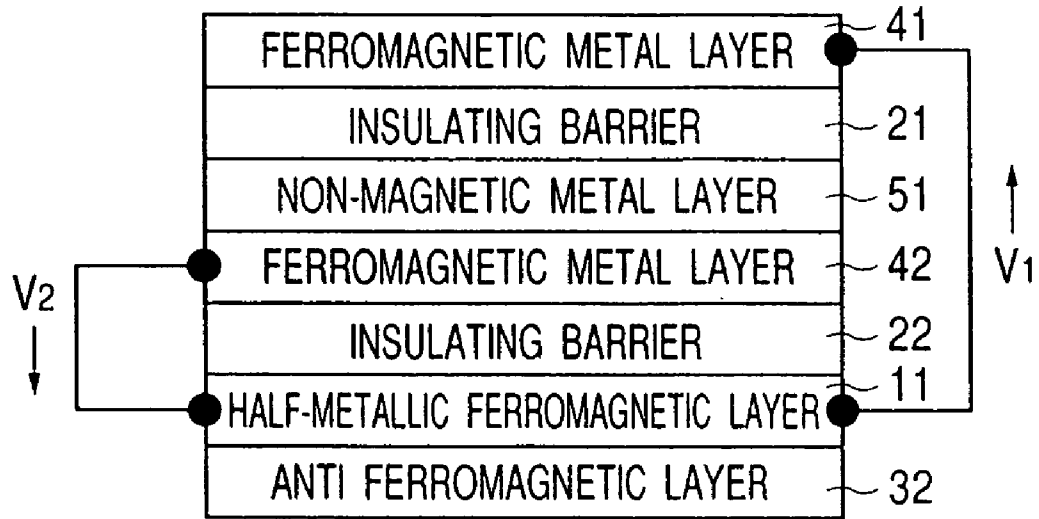 FERROMAGNETIC METAL LAYER 41
INSULATING BARRIER 21
NON-MAGNETIC METAL LAYER 51
FERROMAGNETIC METAL LAYER 42
INSULATING BARRIER 22
HALF-METALLIC FERROMAGNETIC LAYER 11
ANTI FERROMAGNETIC LAYER 32
V2
V1